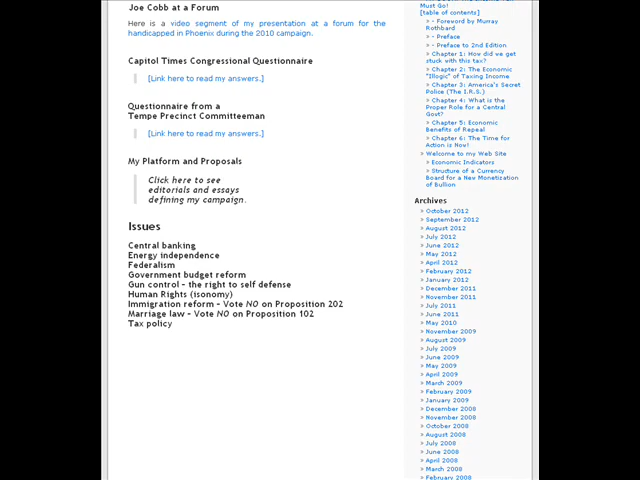 Joe Cobb at a Forum
Here is a video segment of my presentation at a forum for the
handicapped in Phoenix during the 2010 campaign.
Capitol Times Congressional Questionnaire
[Link here to read my answers.]
Questionnaire from a
Tempe Precinct Committeeman
[Link here to read my answers.]
My Platform and Proposals
Click here to see
editorials and essays
defining my campaign.
Issues
Central banking
Energy independence
Federalism
Government budget reform
Gun control – the right to self defense
Human Rights (isonomy)
Immigration reform – Vote NO on Proposition 202
Marriage law – Vote NO on Proposition 102
Tax policy
Must Go!
[table of contents]
» - Foreword by Murray
Rothbard
» - Preface
» - Preface to 2nd Edition
» Chapter 1: How did we get
stuck with this tax?
» Chapter 2: The Economic
"Illogic" of Taxing Income
» Chapter 3: America's Secret
Police (The I.R.S.)
» Chapter 4: What is the
Proper Role for a Central
Govt?
» Chapter 5: Economic
Benefits of Repeal
» Chapter 6: The Time for
Action is Now!
» Welcome to my Web Site
» Economic Indicators
» Structure of a Currency
Board for a New Monetization
of Bullion
Archives
» October 2012
» September 2012
» August 2012
» July 2012
» June 2012
» May 2012
» April 2012
» February 2012
» January 2012
» December 2011
» November 2011
» July 2011
» June 2011
» May 2010
» November 2009
» August 2009
» July 2009
» June 2009
» May 2009
» April 2009
» March 2009
» February 2009
» January 2009
» December 2008
» November 2008
» October 2008
» August 2008
» July 2008
» June 2008
» April 2008
» March 2008
» February 2008